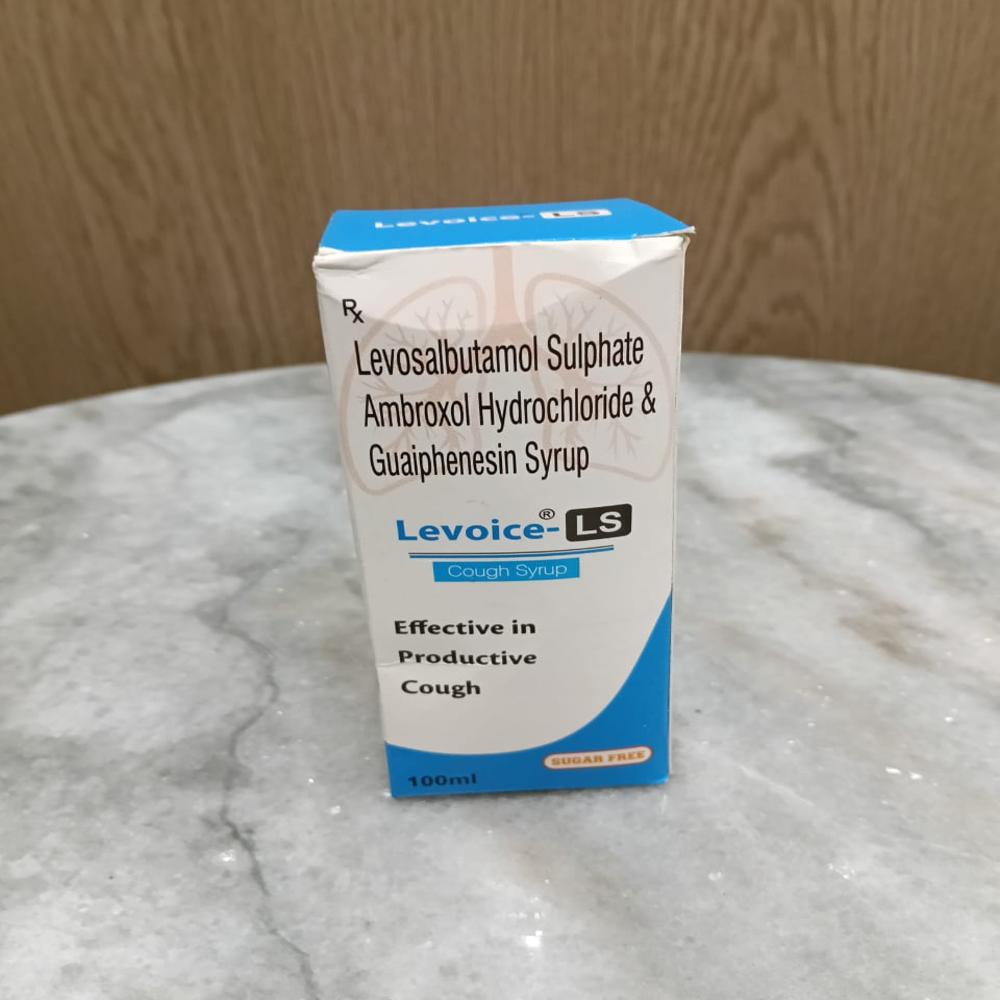 Levoice-LS
Rx
Levosalbutamol Sulphate
Ambroxol Hydrochloride &
Guaiphenesin Syrup
Levoice®-LS
Cough Syrup
Effective in
Productive
Cough
SUGAR FREE
100ml